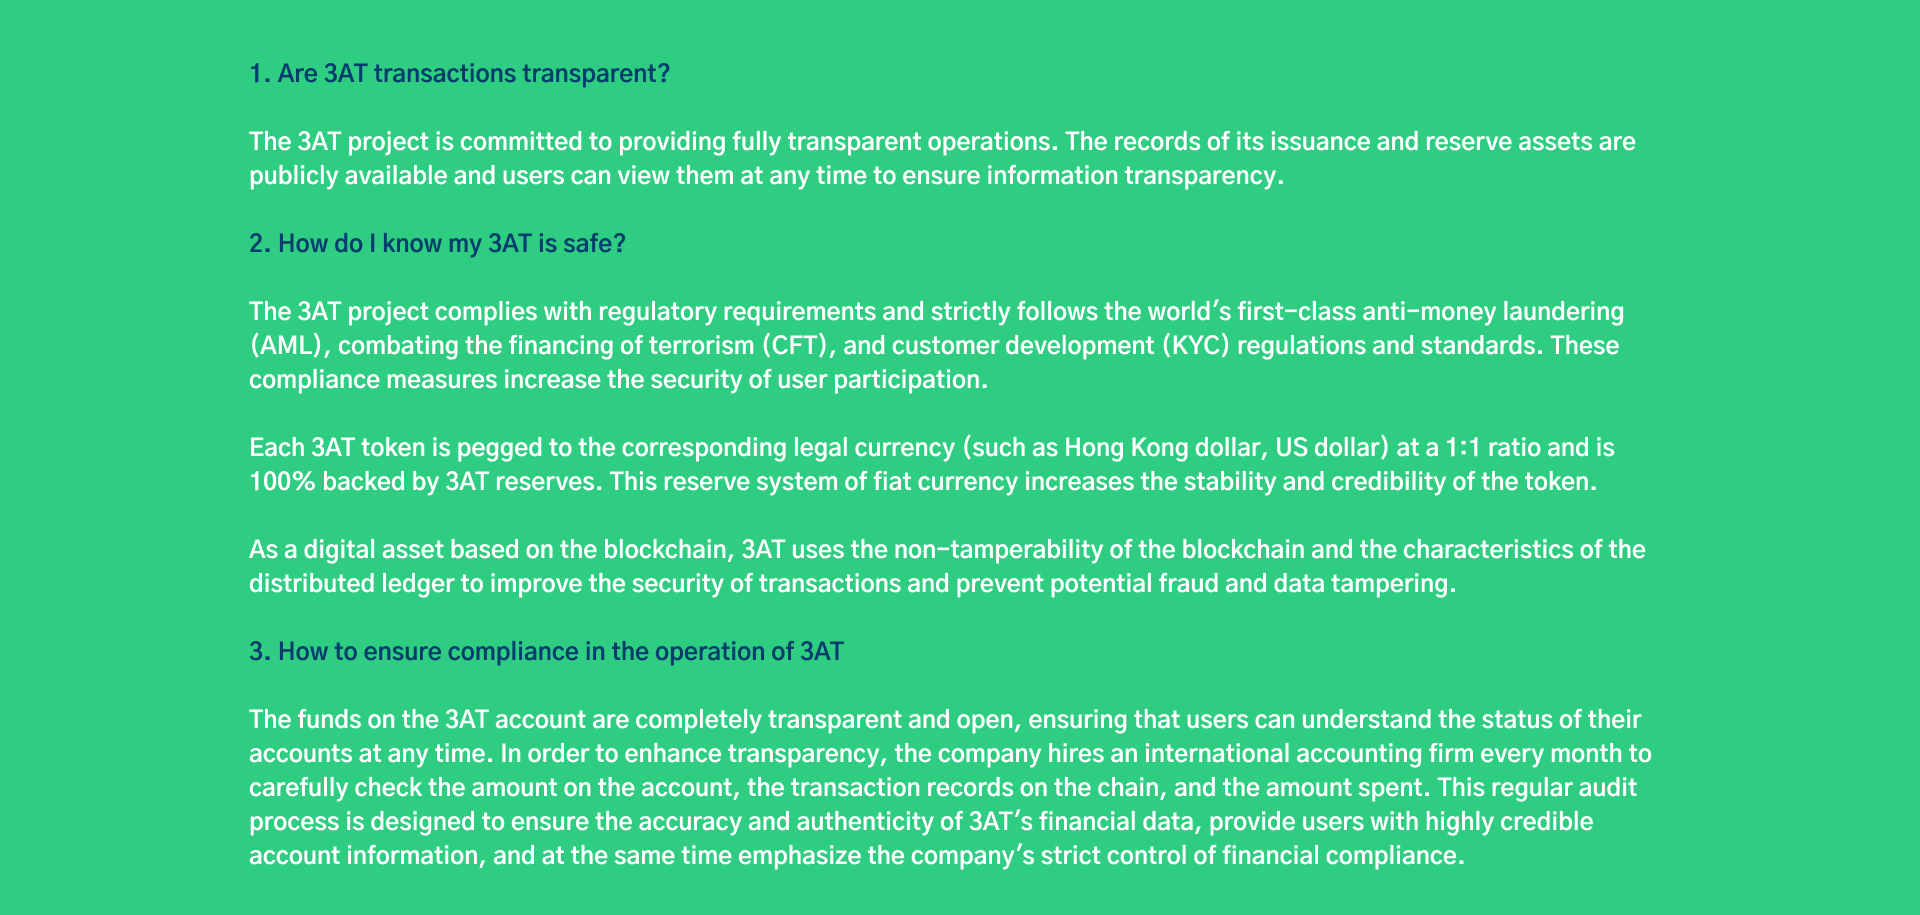 1. Are 3AT transactions transparent?
The 3AT project is committed to providing fully transparent operations. The records of its issuance and reserve assets are
publicly available and users can view them at any time to ensure information transparency.
2. How do I know my 3AT is safe?
The 3AT project complies with regulatory requirements and strictly follows the world's first-class anti-money laundering
(AML), combating the financing of terrorism (CFT), and customer development (KYC) regulations and standards. These
compliance measures increase the security of user participation.
Each 3AT token is pegged to the corresponding legal currency (such as Hong Kong dollar, US dollar) at a 1:1 ratio and is
100% backed by 3AT reserves. This reserve system of fiat currency increases the stability and credibility of the token.
As a digital asset based on the blockchain, 3AT uses the non-tamperability of the blockchain and the characteristics of the
distributed ledger to improve the security of transactions and prevent potential fraud and data tampering.
3. How to ensure compliance in the operation of 3AT
The funds on the 3AT account are completely transparent and open, ensuring that users can understand the status of their
accounts at any time. In order to enhance transparency, the company hires an international accounting firm every month to
carefully check the amount on the account, the transaction records on the chain, and the amount spent. This regular audit
process is designed to ensure the accuracy and authenticity of 3AT's financial data, provide users with highly credible
account information, and at the same time emphasize the company's strict control of financial compliance.